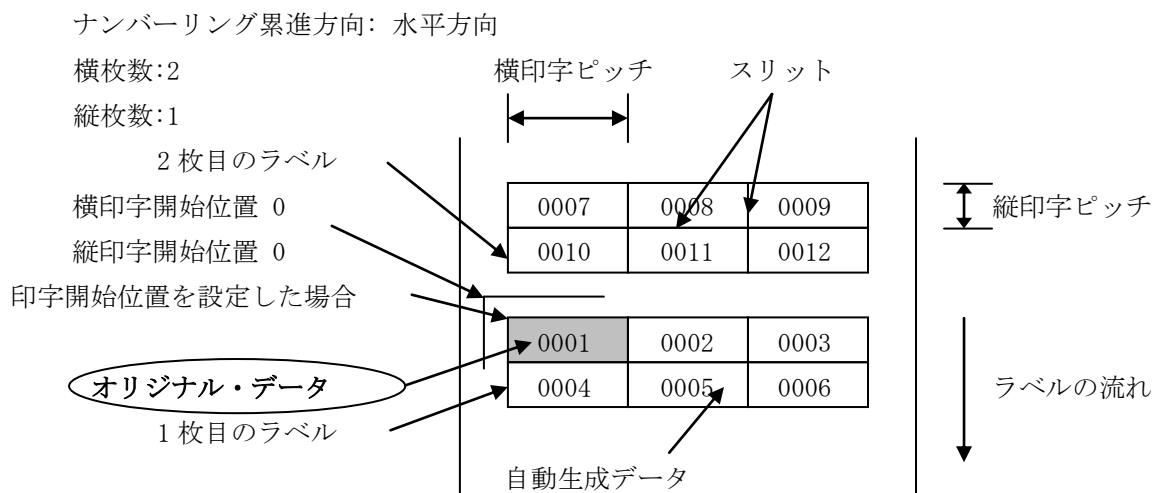 ナンバーリング累進方向: 水平方向
横枚数:2
横印字ピッチ
スリット
縦枚数:1
2枚目のラベル
横印字開始位置 0
縦印字開始位置 0
印字開始位置を設定した場合
0007 0008 0009
0010 0011 0012
縦印字ピッチ
0001 0002 0003
0004 0005 0006
オリジナル・データ
1枚目のラベル
ラベルの流れ
自動生成データ